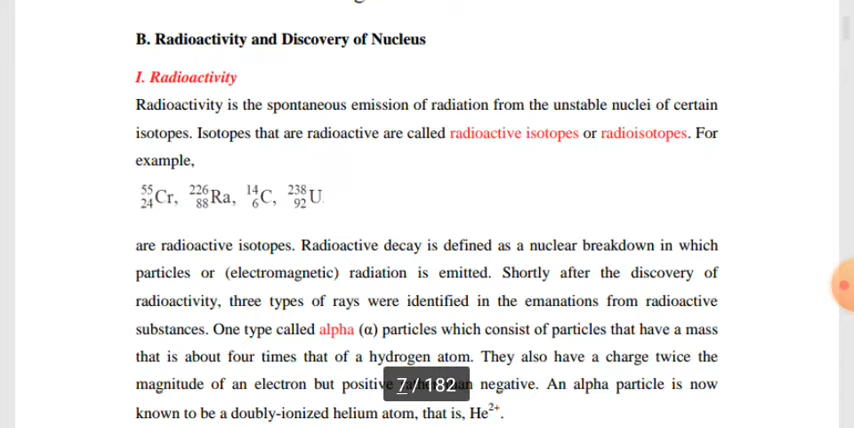 B. Radioactivity and Discovery of Nucleus
I. Radioactivity
Radioactivity is the spontaneous emission of radiation from the unstable nuclei of certain
isotopes. Isotopes that are radioactive are called radioactive isotopes or radioisotopes. For
example,
⁵⁵₂₄Cr, ²²⁶₈₈Ra, ¹⁴₆C, ²³⁸₉₂U.
are radioactive isotopes. Radioactive decay is defined as a nuclear breakdown in which
particles or (electromagnetic) radiation is emitted. Shortly after the discovery of
radioactivity, three types of rays were identified in the emanations from radioactive
substances. One type called alpha (α) particles which consist of particles that have a mass
that is about four times that of a hydrogen atom. They also have a charge twice the
magnitude of an electron but positive 7/182 negative. An alpha particle is now
known to be a doubly-ionized helium atom, that is, He²⁺.